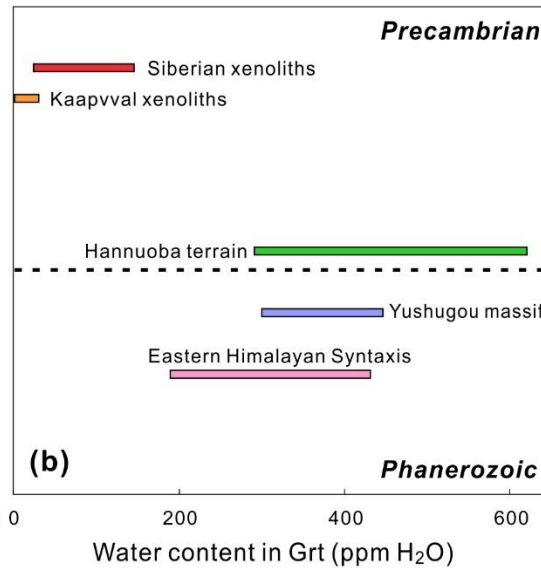 Precambrian
Siberian xenoliths
Kaapvval xenoliths
Hannuoba terrain
Yushugou massif
Eastern Himalayan Syntaxis
(b)
Phanerozoic
0 200 400 600
Water content in Grt (ppm H₂O)